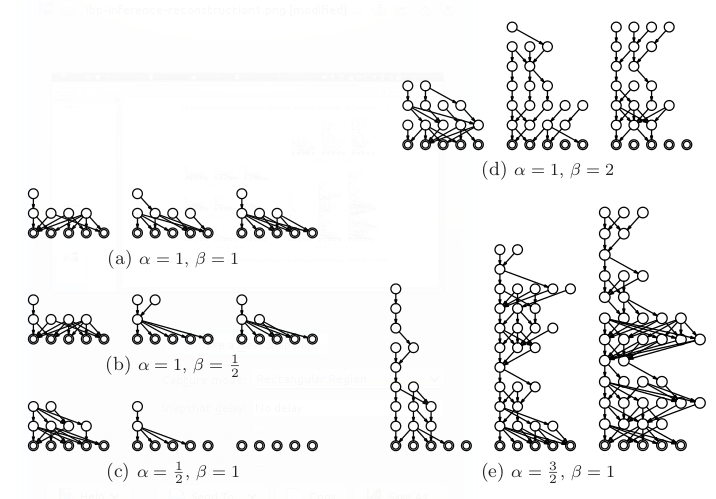 (d) α = 1, β = 2
(a) α = 1, β = 1
(b) α = 1, β = 1/2
(c) α = 1/2, β = 1
(e) α = 3/2, β = 1